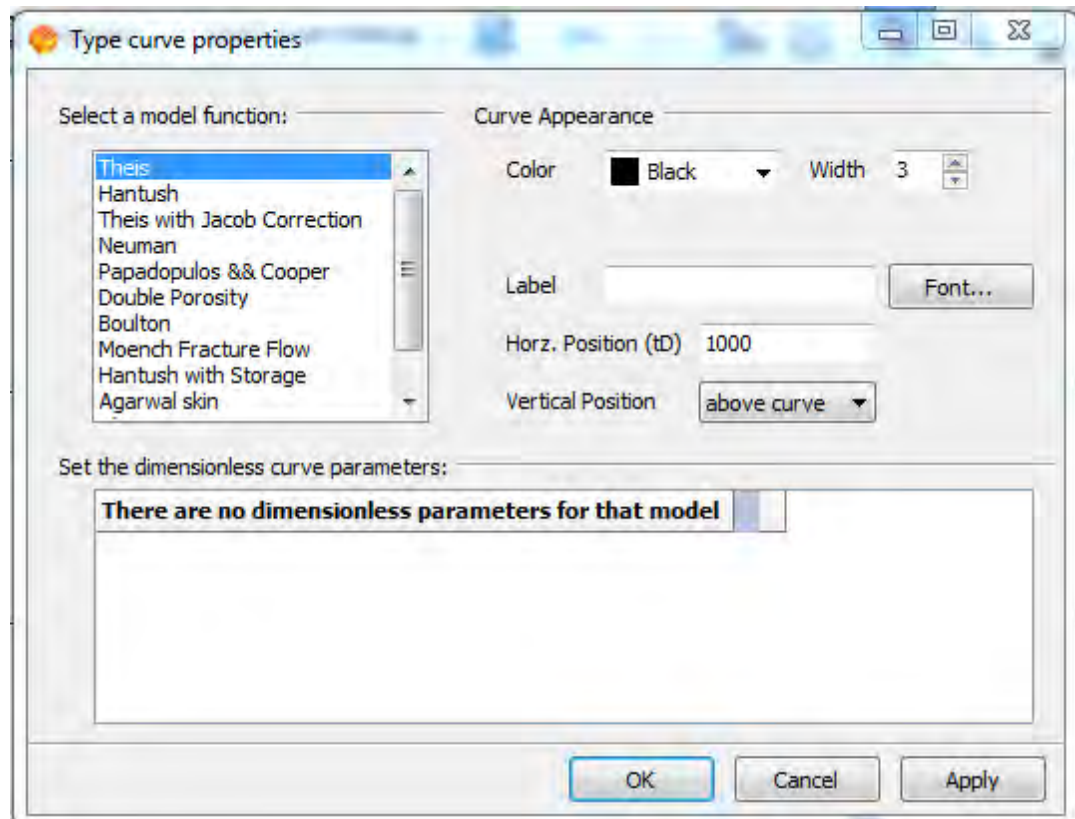 Type curve properties
Select a model function:
Theis
Hantush
Theis with Jacob Correction
Neuman
Papadopulos && Cooper
Double Porosity
Boulton
Moench Fracture Flow
Hantush with Storage
Agarwal skin
Curve Appearance
Color Black Width 3
Label Font...
Horz. Position (tD) 1000
Vertical Position above curve
Set the dimensionless curve parameters:
There are no dimensionless parameters for that model
OK Cancel Apply